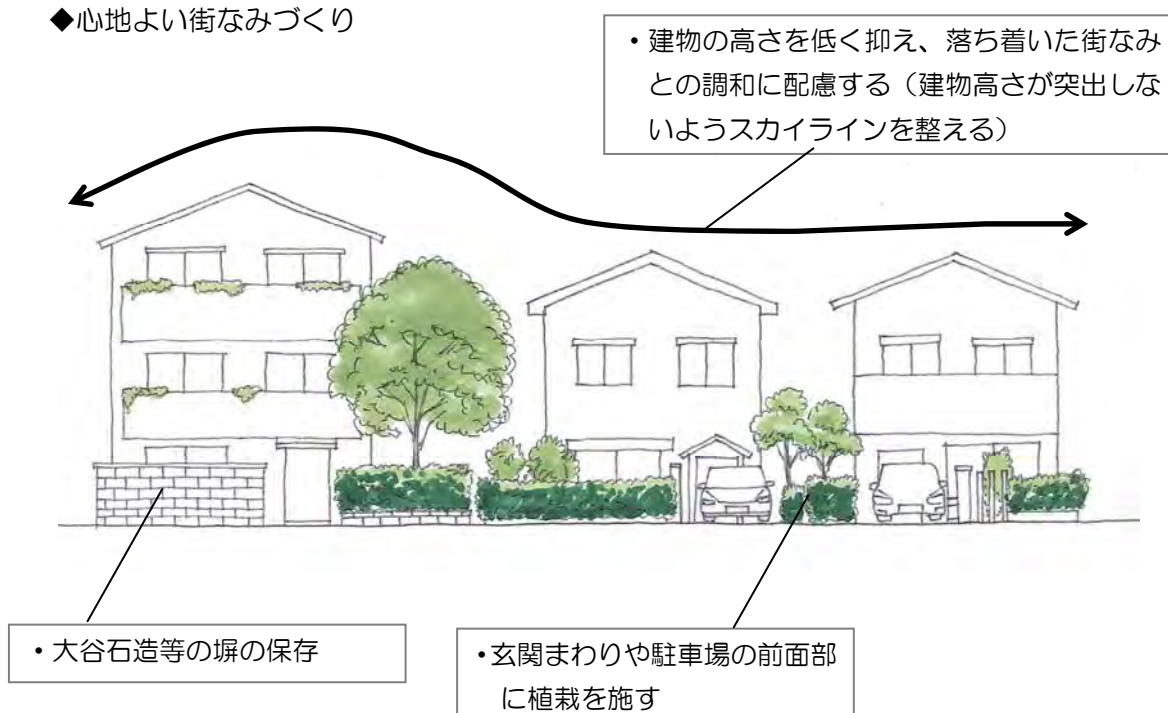 ◆心地よい街なみづくり
・建物の高さを低く抑え、落ち着いた街なみ
との調和に配慮する（建物高さが突出しな
いようスカイラインを整える）
・大谷石造等の塀の保存
・玄関まわりや駐車場の前面部
に植栽を施す